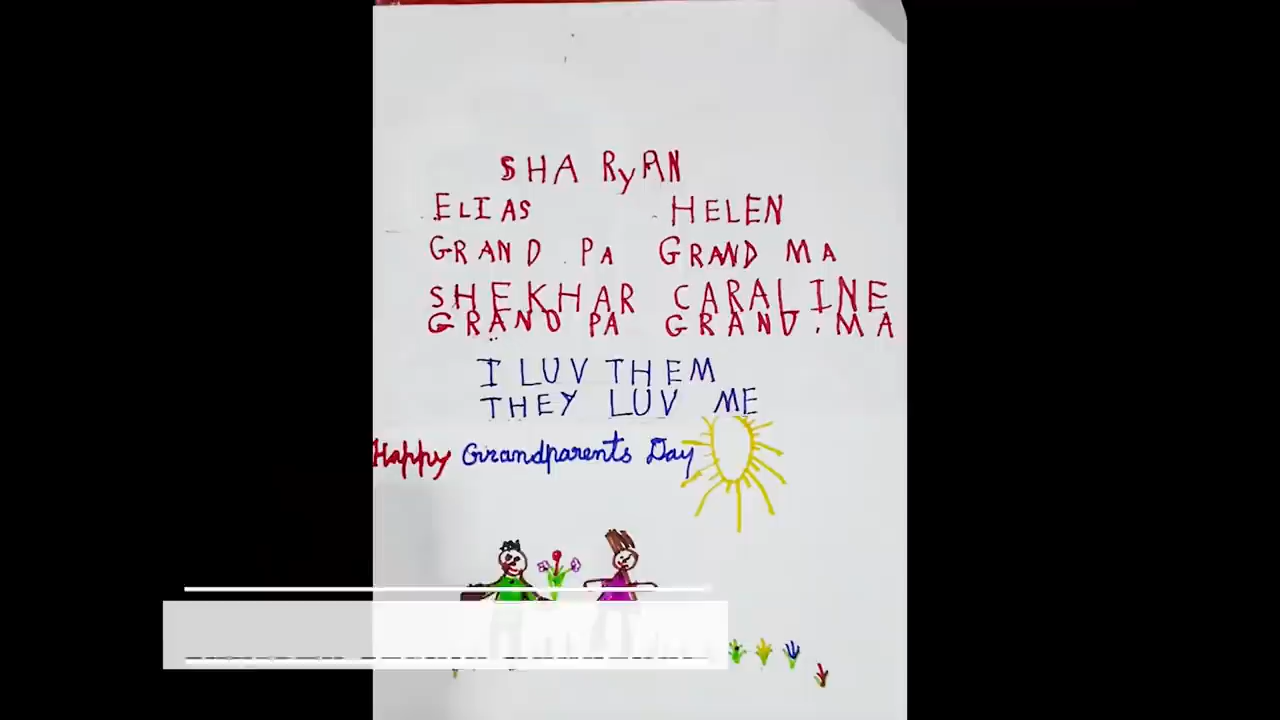 SHA RyAN
ELIAS HELEN
GRAND PA GRAND MA
SHEKHAR CARALINE
GRAND PA GRAND.MA
I LUV THEM
THEY LUV ME
Happy Grandparents Day